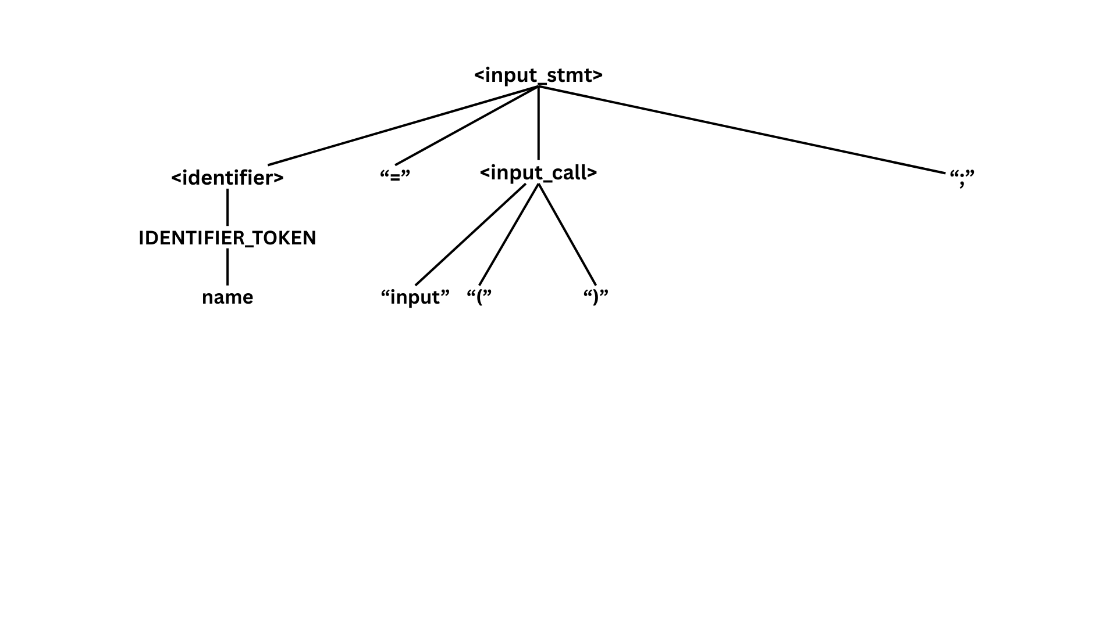 <input_stmt>
<identifier> “=” <input_call> “;”
IDENTIFIER_TOKEN
name “input” “(” “)”